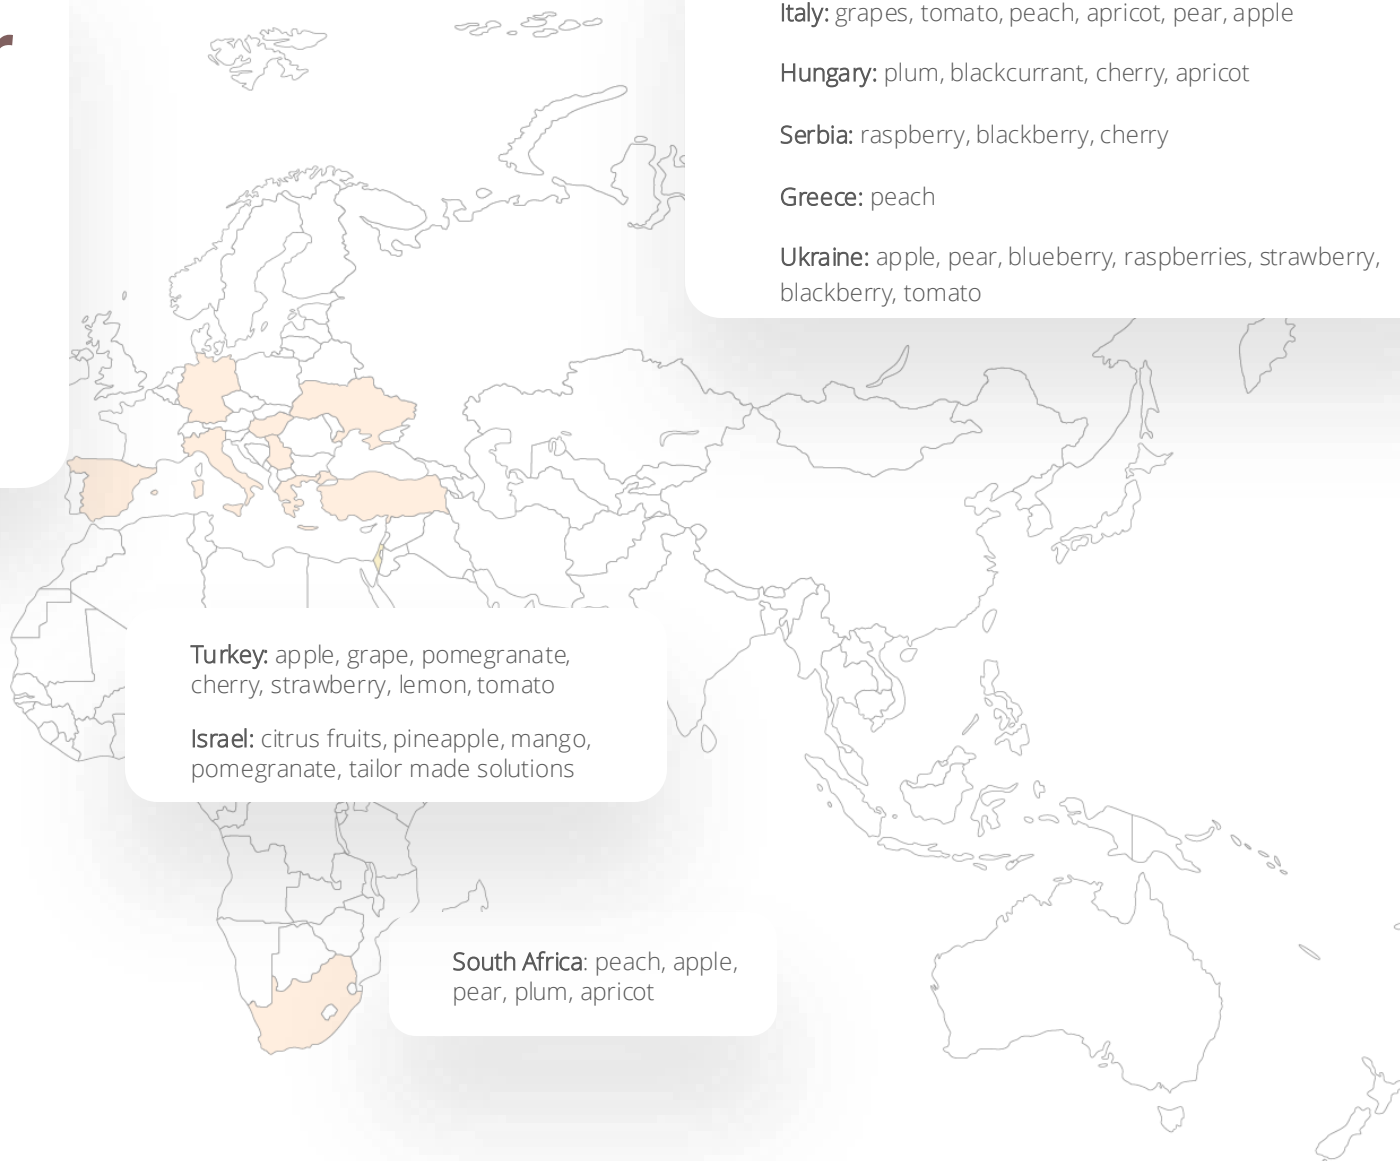 Italy: grapes, tomato, peach, apricot, pear, apple
Hungary: plum, blackcurrant, cherry, apricot
Serbia: raspberry, blackberry, cherry
Greece: peach
Ukraine: apple, pear, blueberry, raspberries, strawberry,
blackberry, tomato
Turkey: apple, grape, pomegranate,
cherry, strawberry, lemon, tomato
Israel: citrus fruits, pineapple, mango,
pomegranate, tailor made solutions
South Africa: peach, apple,
pear, plum, apricot